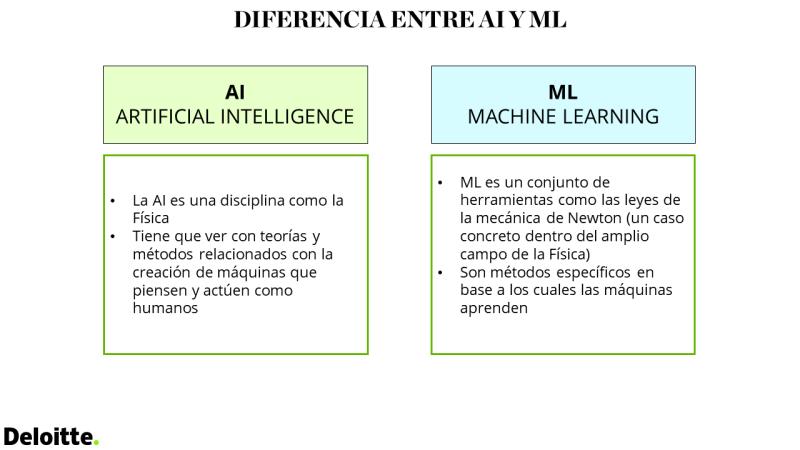 DIFERENCIA ENTRE AI Y ML
AI
ARTIFICIAL INTELLIGENCE
• La AI es una disciplina como la
Física
• Tiene que ver con teorías y
métodos relacionados con la
creación de máquinas que
piensen y actúen como
humanos
ML
MACHINE LEARNING
• ML es un conjunto de
herramientas como las leyes de
la mecánica de Newton (un caso
concreto dentro del amplio
campo de la Física)
• Son métodos específicos en
base a los cuales las máquinas
aprenden
Deloitte.